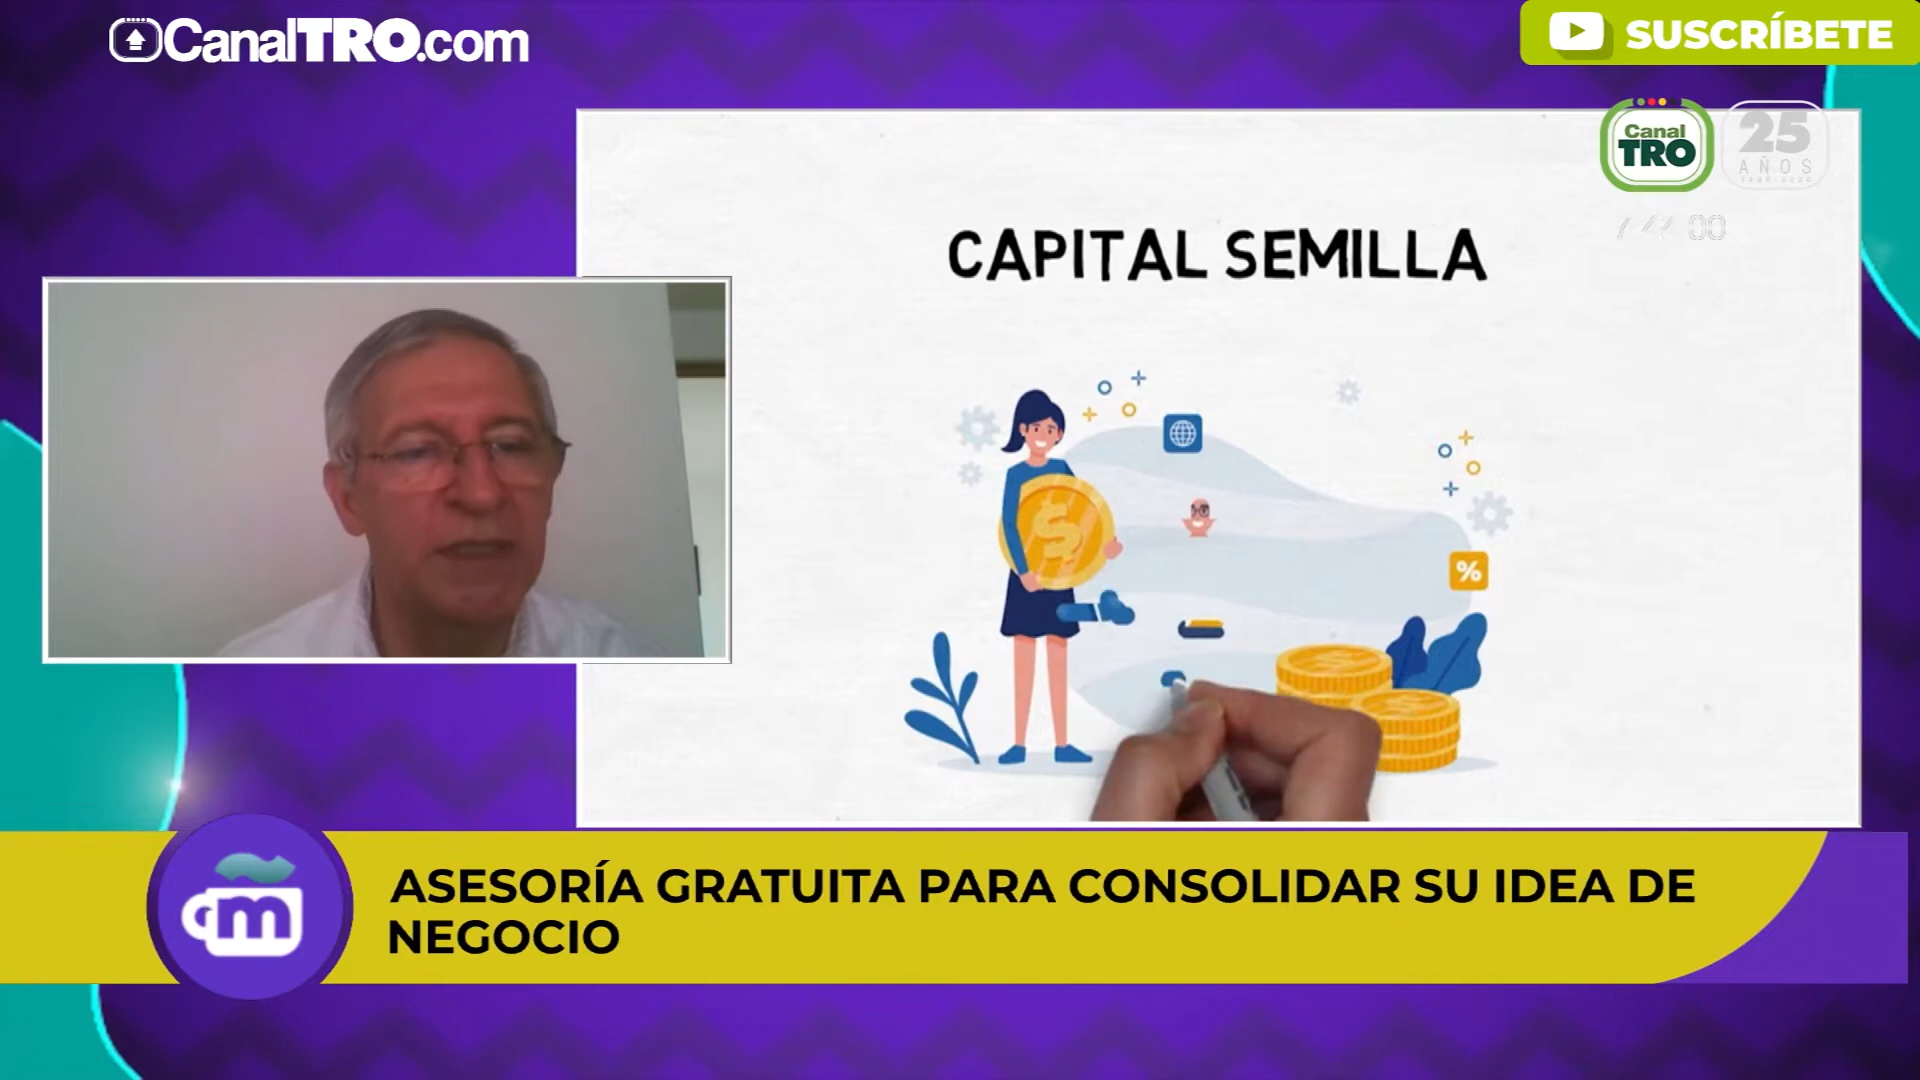 CanalTRO.com
SUSCRÍBETE
Canal
TRO
25
AÑOS
CAPITAL SEMILLA
$
%
m̃
ASESORÍA GRATUITA PARA CONSOLIDAR SU IDEA DE
NEGOCIO